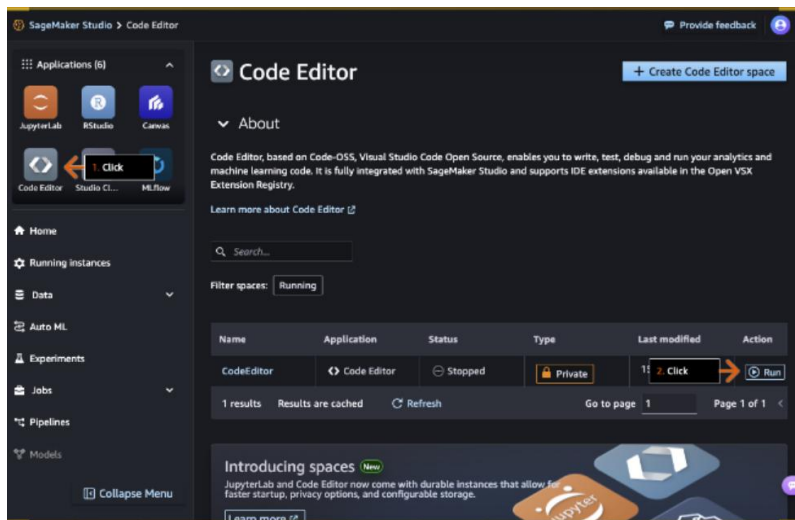 SageMaker Studio > Code Editor
Provide feedback
Applications (6)
JupyterLab
RStudio
Canvas
1. Click
Code Editor
Studio Cl...
MLflow
Home
Running instances
Data
Auto ML
Experiments
Jobs
Pipelines
Models
Collapse Menu
Code Editor
+ Create Code Editor space
About
Code Editor, based on Code-OSS, Visual Studio Code Open Source, enables you to write, test, debug and run your analytics and
machine learning code. It is fully integrated with SageMaker Studio and supports IDE extensions available in the Open VSX
Extension Registry.
Learn more about Code Editor
Search...
Filter spaces: Running
Name Application Status Type Last modified Action
CodeEditor Code Editor Stopped Private 2. Click Run
1 results Results are cached Refresh Go to page 1 Page 1 of 1 <
Introducing spaces New
JupyterLab and Code Editor now come with durable instances that allow for
faster startup, privacy options, and configurable storage.
Learn more
jupyter